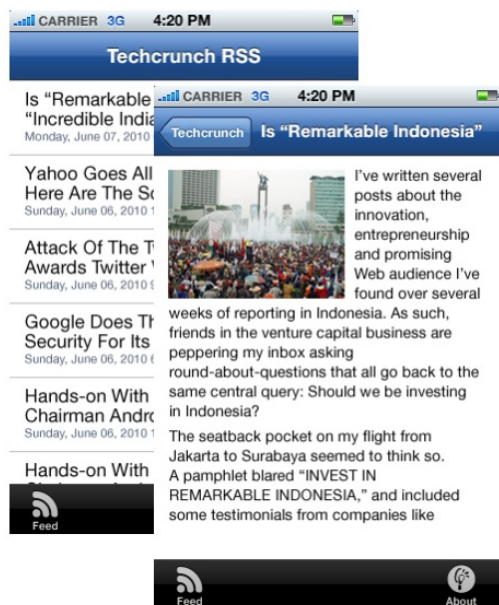 CARRIER 3G 4:20 PM
Techcrunch RSS
Is “Remarkable
“Incredible India
Monday, June 07, 2010
Yahoo Goes All
Here Are The
Sunday, June 06, 2010
Attack Of The
Awards Twitter
Sunday, June 06, 2010
Google Does
Security For Its
Sunday, June 06, 2010
Hands-on With
Chairman
Sunday, June 06, 2010
Hands-on With
Feed
CARRIER 3G 4:20 PM
Techcrunch Is “Remarkable Indonesia”
I’ve written several
posts about the
innovation,
entrepreneurship
and promising
Web audience I’ve
found over several
weeks of reporting in Indonesia. As such,
friends in the venture capital business are
peppering my inbox asking
round-about-questions that all go back to the
same central query: Should we be investing
in Indonesia?
The seatback pocket on my flight from
Jakarta to Surabaya seemed to think so.
A pamphlet blared “INVEST IN
REMARKABLE INDONESIA,” and included
some testimonials from companies like
Feed About